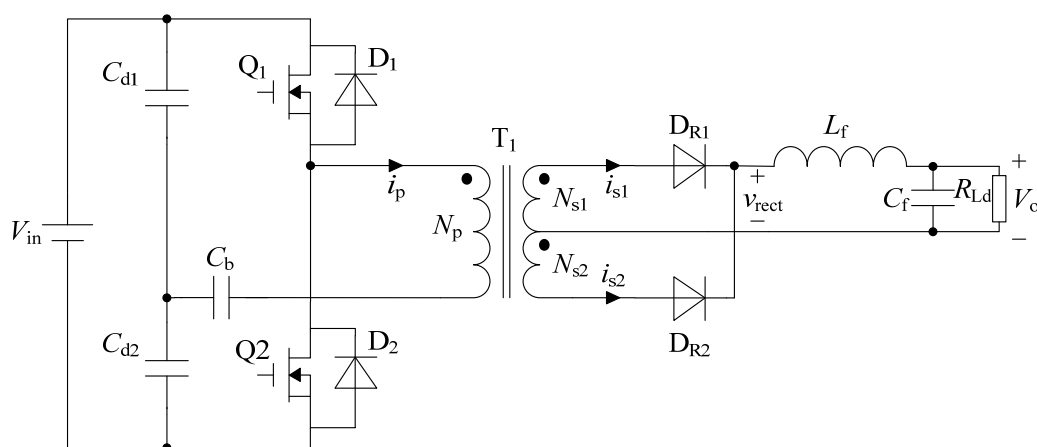 C_d1
Q_1
D_1
T_1
D_R1
L_f
i_p
i_s1
N_s1
v_rect
+
−
C_f
R_Ld
+
V_o
−
V_in
N_p
C_b
N_s2
i_s2
C_d2
Q2
D_2
D_R2